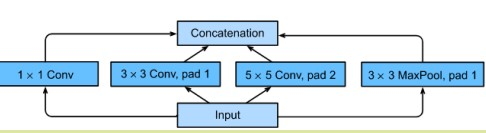 Concatenation
1 × 1 Conv
3 × 3 Conv, pad 1
5 × 5 Conv, pad 2
3 × 3 MaxPool, pad 1
Input